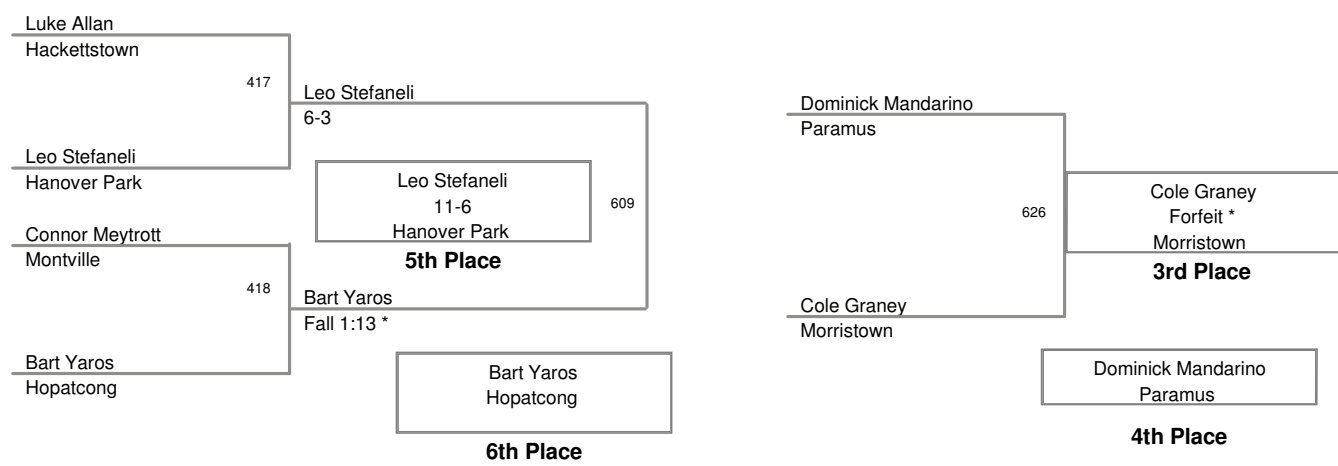 Luke Allan
Hackettstown
417
Leo Stefaneli
6-3
Leo Stefaneli
Hanover Park
Leo Stefaneli
11-6
Hanover Park
5th Place
609
Connor Meytrott
Montville
418
Bart Yaros
Fall 1:13 *
Bart Yaros
Hopatcong
Bart Yaros
Hopatcong
6th Place
Dominick Mandarino
Paramus
626
Cole Graney
Forfeit *
Morristown
3rd Place
Cole Graney
Morristown
Dominick Mandarino
Paramus
4th Place